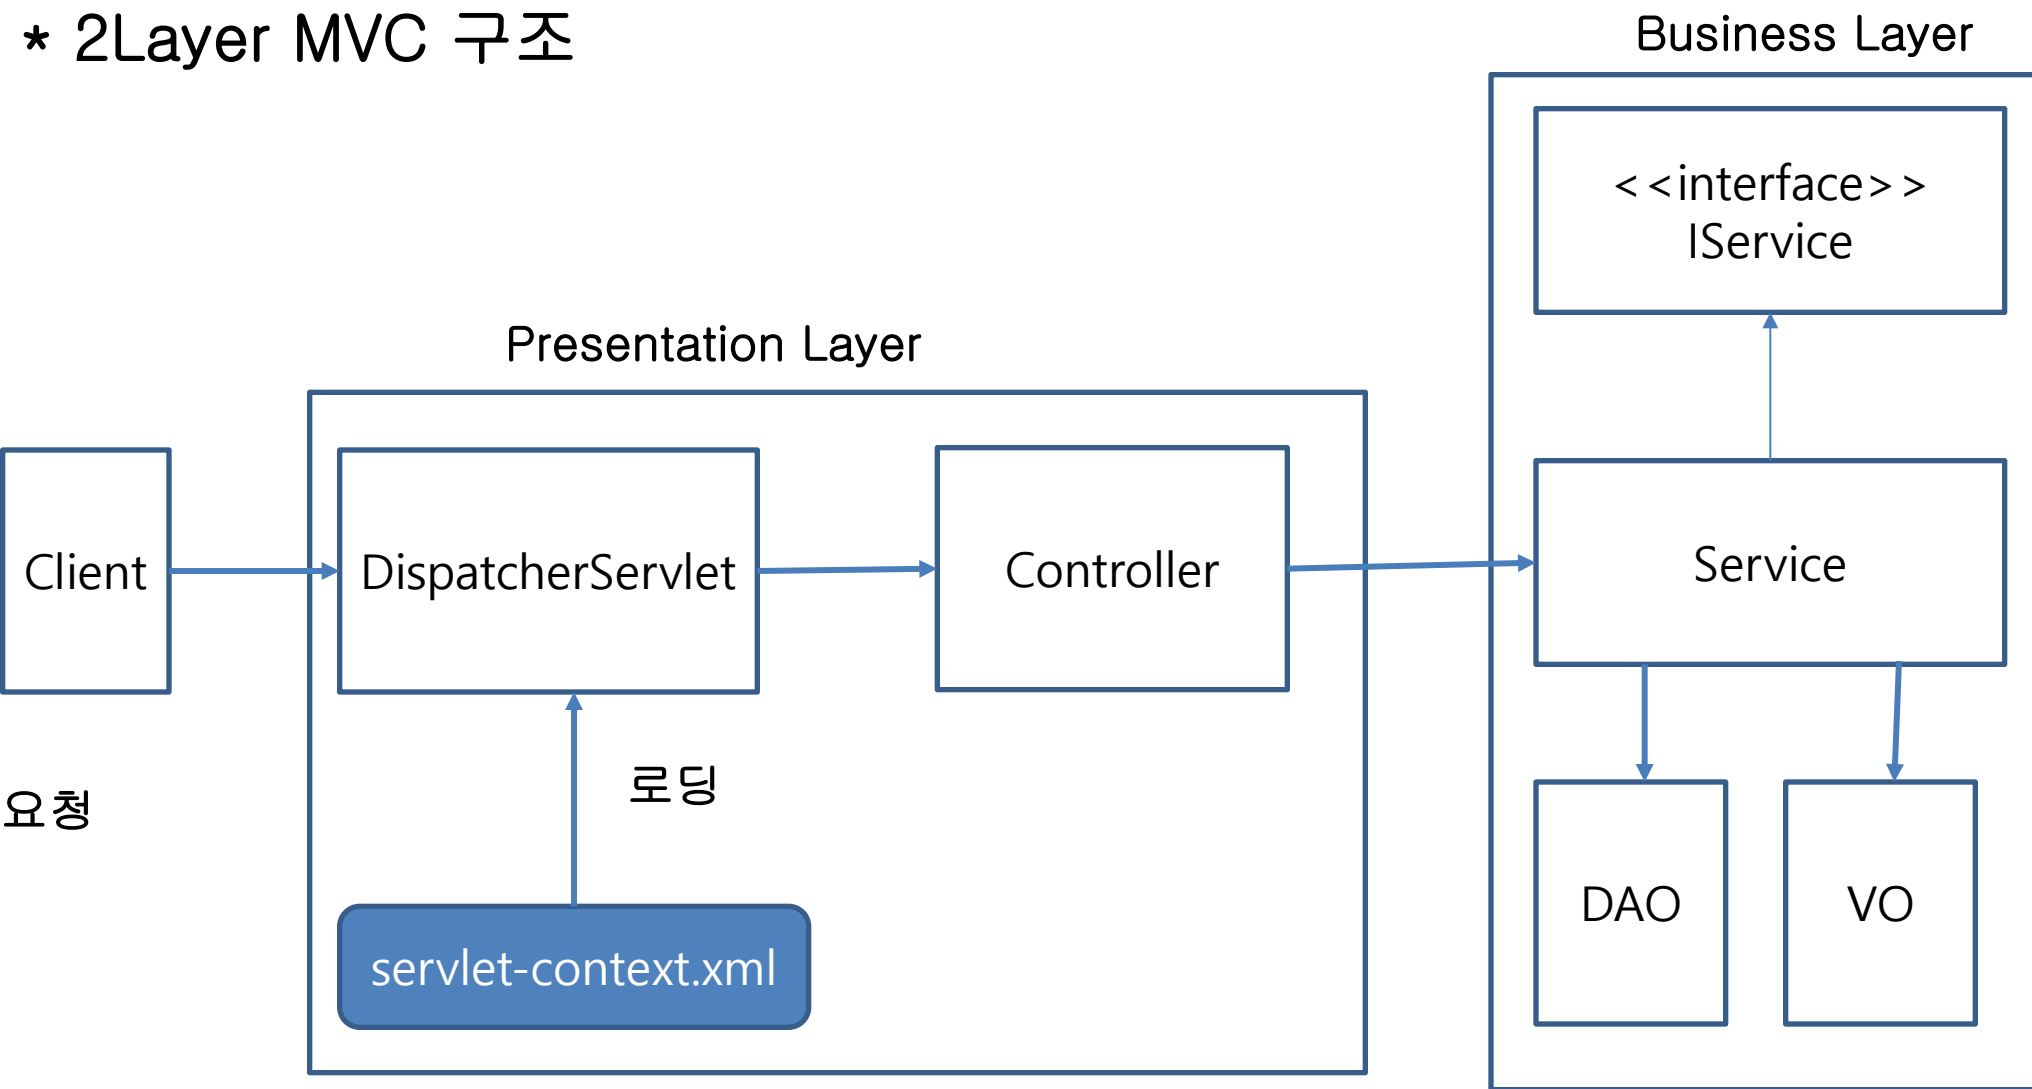 * 2Layer MVC 구조
Business Layer
<<interface>>
IService
Presentation Layer
Client
DispatcherServlet
Controller
Service
로딩
요청
DAO
VO
servlet-context.xml